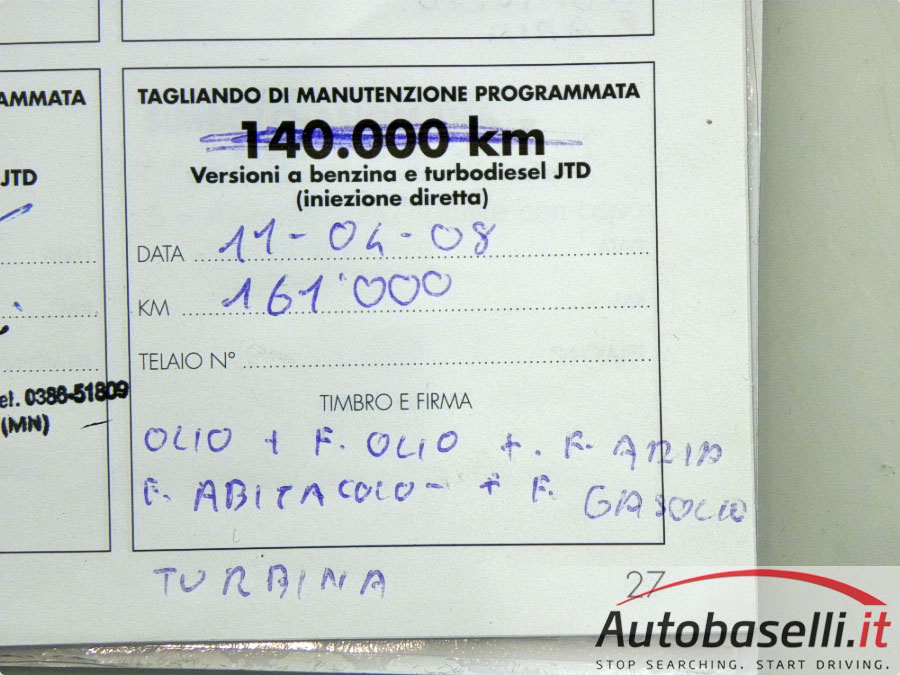 AMMATA
JTD
el. 0386-51809
(MN)
TAGLIANDO DI MANUTENZIONE PROGRAMMATA
140.000 km
Versioni a benzina e turbodiesel JTD
(iniezione diretta)
DATA 11-04-08
KM 161'000
TELAIO N°
TIMBRO E FIRMA
OLIO + F. OLIO +. F. ARIA
F. ABITACOLO- + F. GASOLIO
TURBINA
27
Autobaselli.it
STOP SEARCHING. START DRIVING.